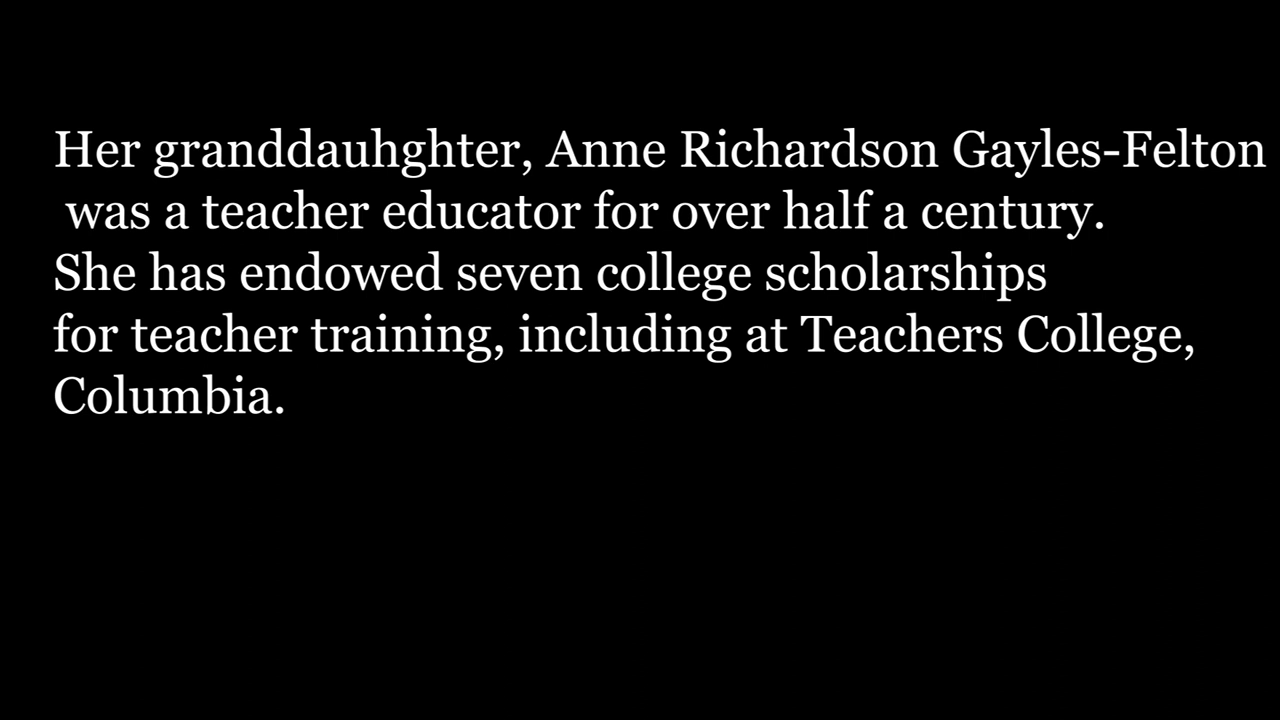 Her granddauhghter, Anne Richardson Gayles-Felton
was a teacher educator for over half a century.
She has endowed seven college scholarships
for teacher training, including at Teachers College,
Columbia.